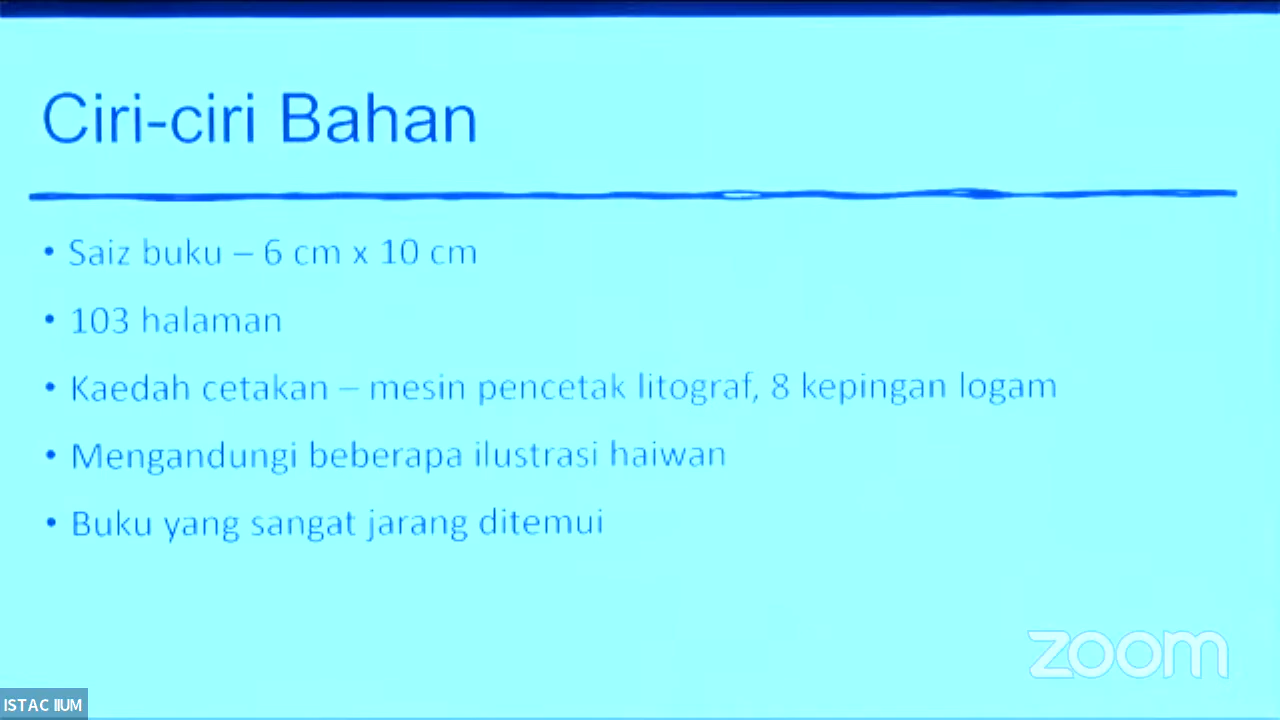 Ciri-ciri Bahan
• Saiz buku – 6 cm x 10 cm
• 103 halaman
• Kaedah cetakan – mesin pencetak litograf, 8 kepingan logam
• Mengandungi beberapa ilustrasi haiwan
• Buku yang sangat jarang ditemui
zoom
ISTAC IIUM